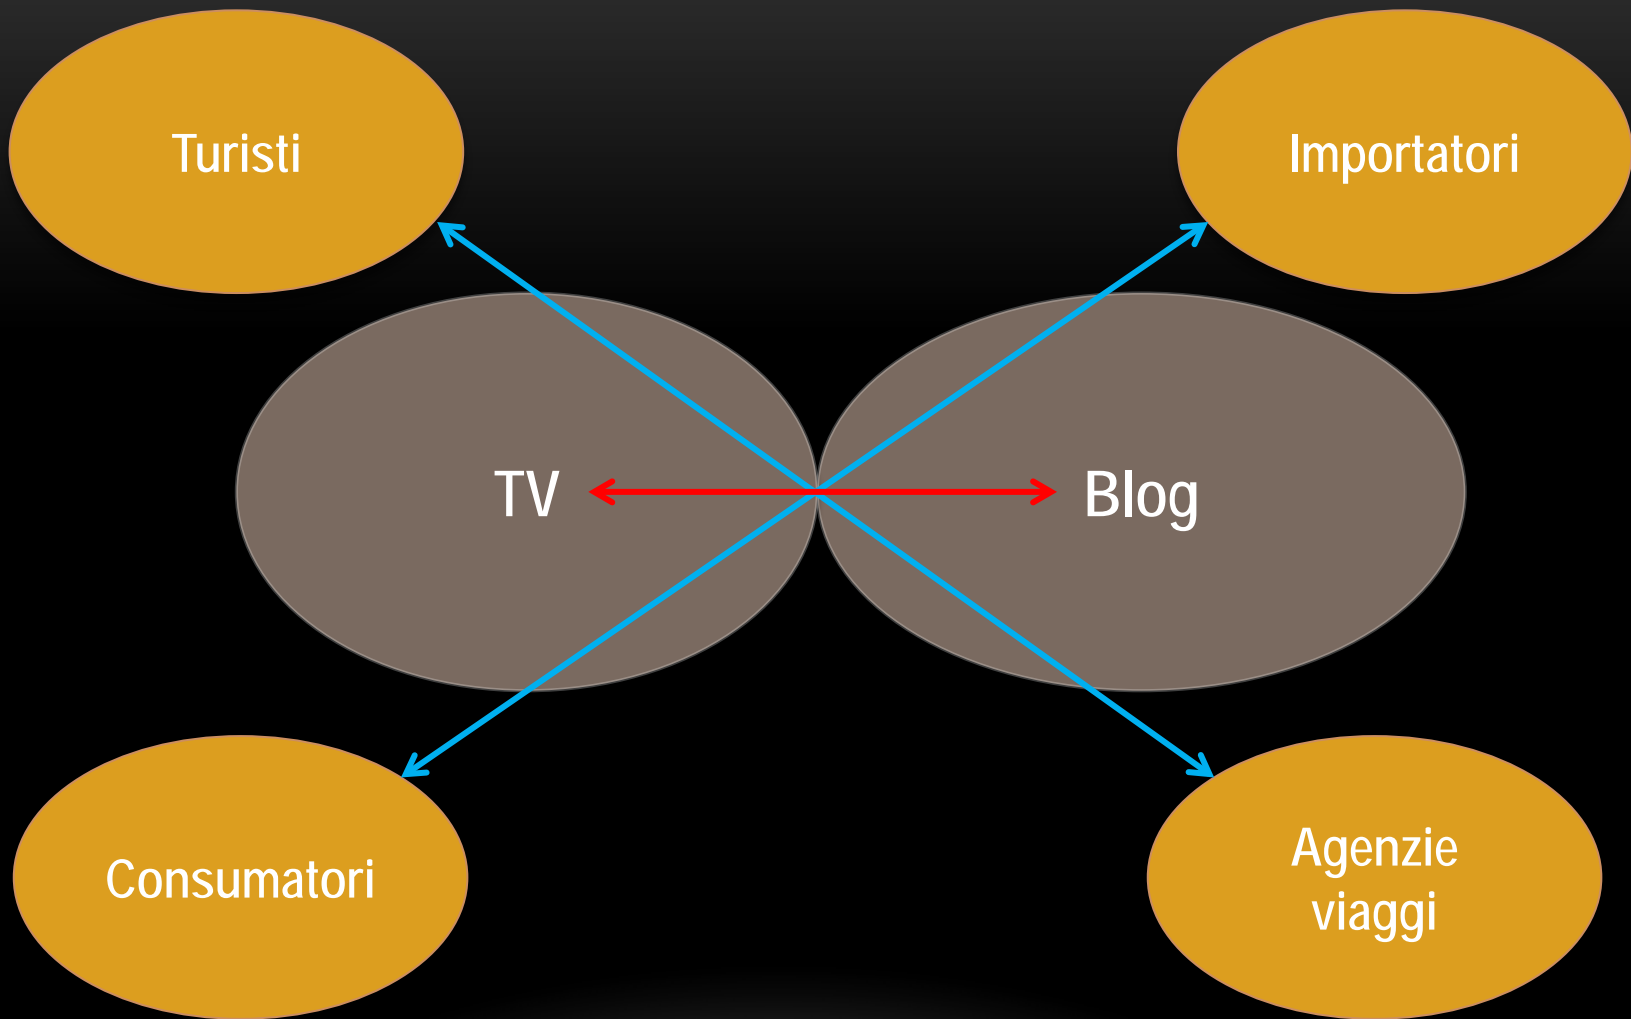 Turisti
Importatori
TV
Blog
Consumatori
Agenzie
viaggi